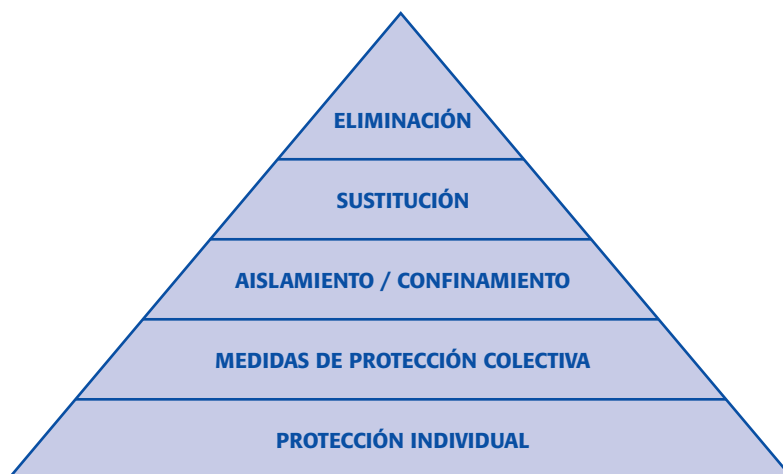 ELIMINACIÓN
SUSTITUCIÓN
AISLAMIENTO / CONFINAMIENTO
MEDIDAS DE PROTECCIÓN COLECTIVA
PROTECCIÓN INDIVIDUAL